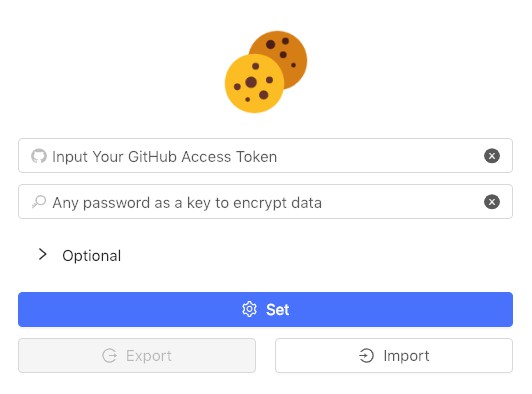 Input Your GitHub Access Token
Any password as a key to encrypt data
Optional
Set
Export
Import